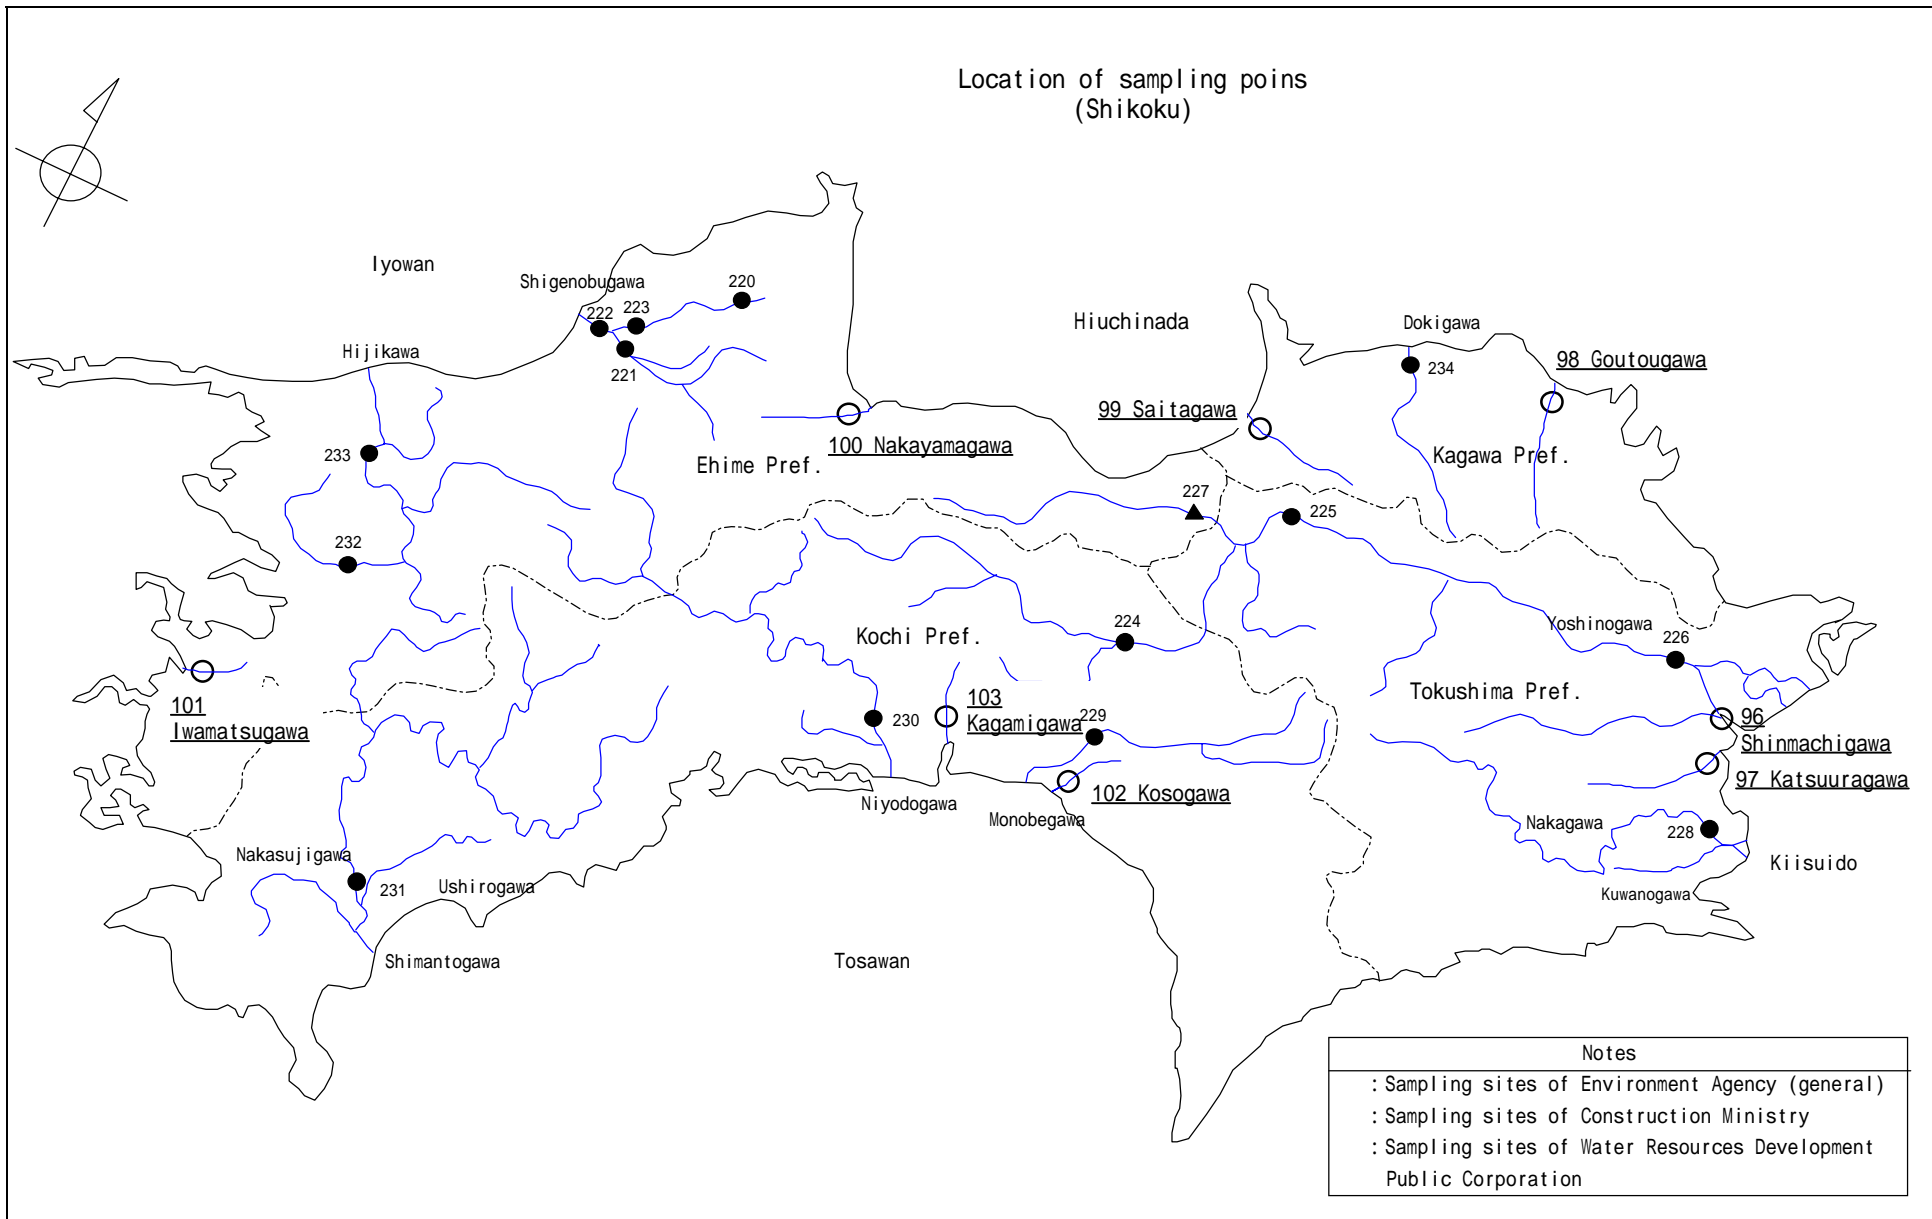 Location of sampling poins
(Shikoku)
Iyowan
Shigenobugawa
220
222
223
221
Hijikawa
Hiuchinada
Dokigawa
234
98 Goutougawa
99 Saitagawa
100 Nakayamagawa
Ehime Pref.
Kagawa Pref.
233
227
225
232
224
Kochi Pref.
Yoshinogawa
226
Tokushima Pref.
101
Iwamatsugawa
230
103
Kagamigawa
229
96
Shinmachigawa
97 Katsuuragawa
102 Kosogawa
Niyodogawa
Monobegawa
Nakagawa
228
Kiisuido
Kuwanogawa
Nakasujigawa
231
Ushirogawa
Shimantogawa
Tosawan
Notes
:Sampling sites of Environment Agency (general)
:Sampling sites of Construction Ministry
:Sampling sites of Water Resources Development
Public Corporation